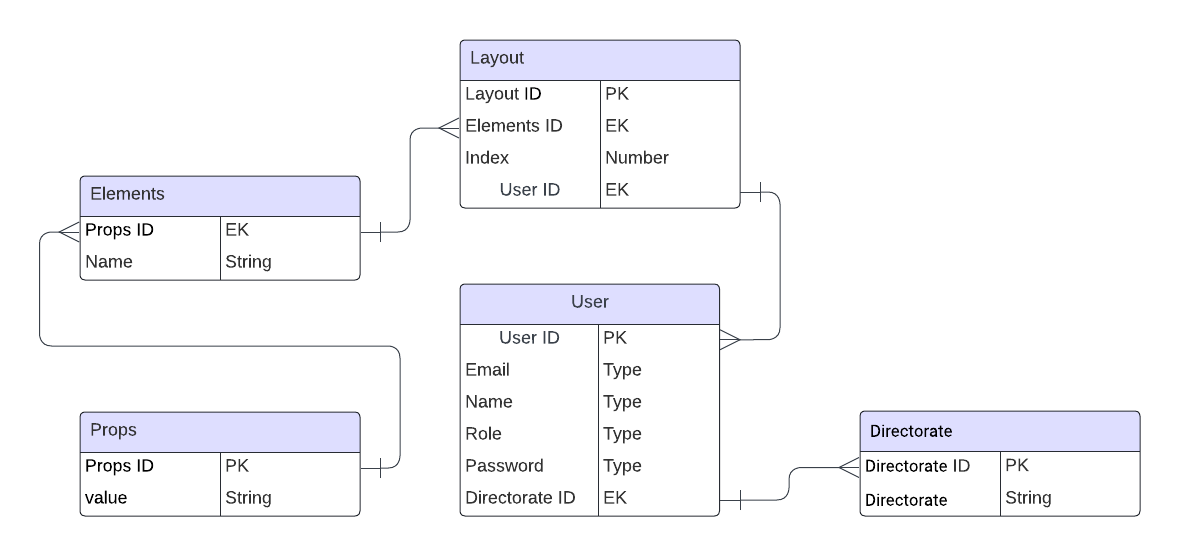 Layout
Layout ID PK
Elements ID EK
Index Number
User ID EK
Elements
Props ID EK
Name String
User
User ID PK
Email Type
Name Type
Role Type
Password Type
Directorate ID EK
Props
Props ID PK
value String
Directorate
Directorate ID PK
Directorate String